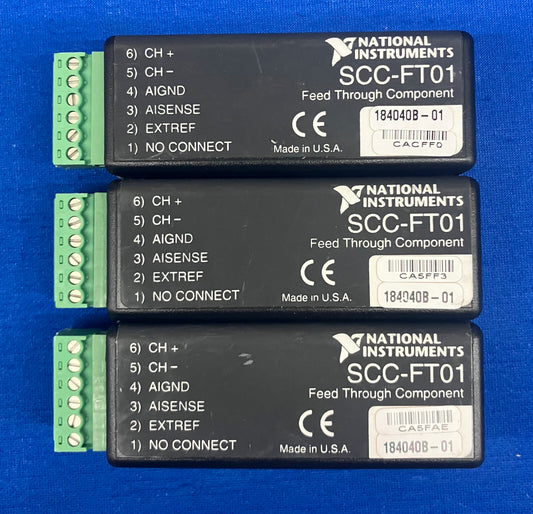 NATIONAL
INSTRUMENTS
SCC-FT01
Feed Through Component
6) CH +
5) CH -
4) AIGND
3) AISENSE
2) EXTREF
1) NO CONNECT
CE
Made in U.S.A.
184040B-01
CACFF0
NATIONAL
INSTRUMENTS
SCC-FT01
Feed Through Component
6) CH +
5) CH -
4) AIGND
3) AISENSE
2) EXTREF
1) NO CONNECT
CE
Made in U.S.A.
CA5FF3
184040B-01
NATIONAL
INSTRUMENTS
SCC-FT01
Feed Through Component
6) CH +
5) CH -
4) AIGND
3) AISENSE
2) EXTREF
1) NO CONNECT
CE
Made in U.S.A.
CA5FAE
184040B-01